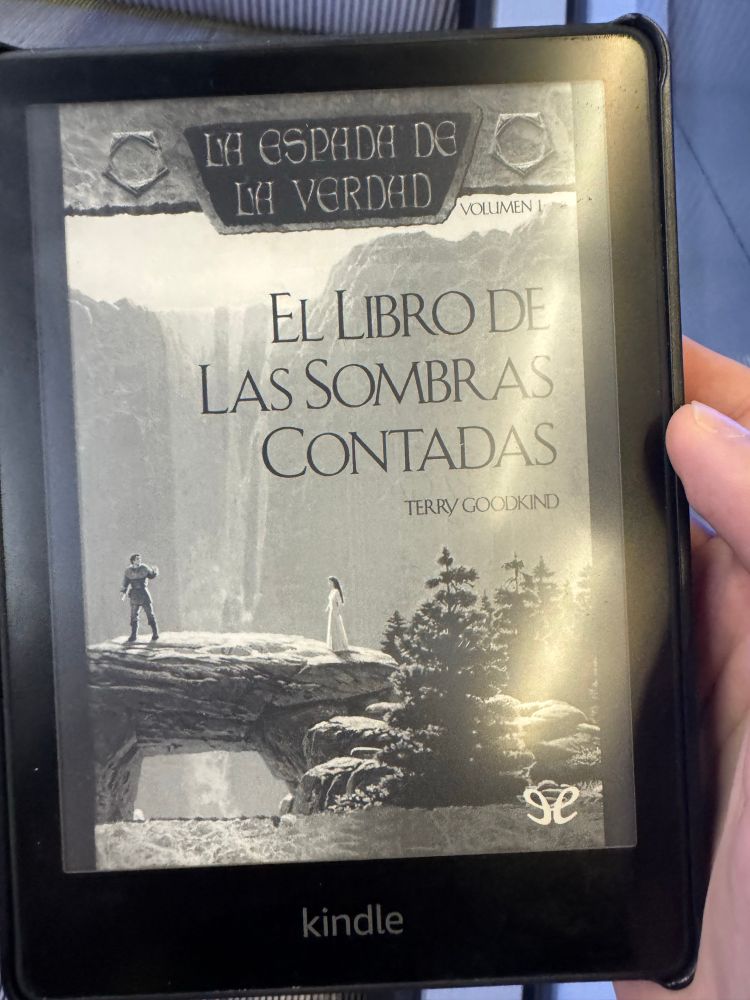 LA ESPADA DE
LA VERDAD
VOLUMEN 1
EL LIBRO DE
LAS SOMBRAS
CONTADAS
TERRY GOODKIND
kindle